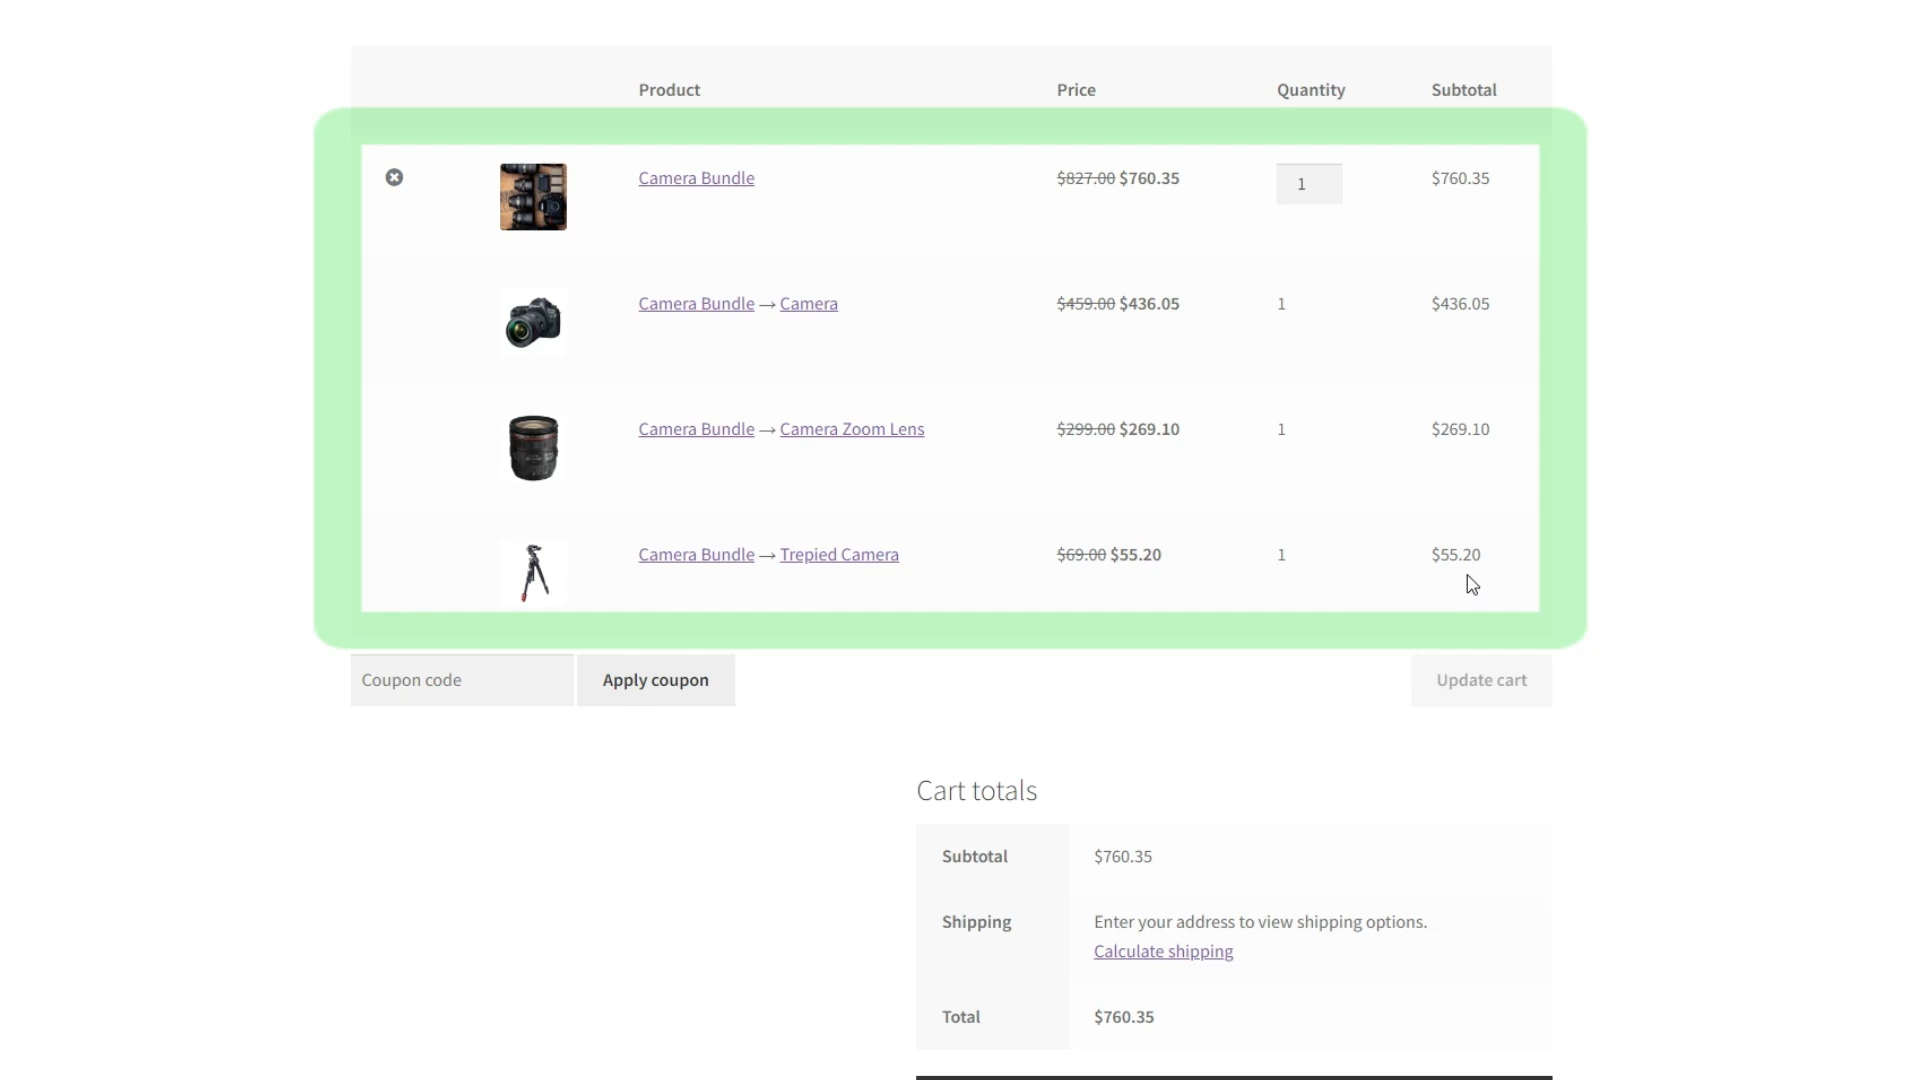 Product Price Quantity Subtotal
Camera Bundle $827.00 $760.35 1 $760.35
Camera Bundle → Camera $459.00 $436.05 1 $436.05
Camera Bundle → Camera Zoom Lens $299.00 $269.10 1 $269.10
Camera Bundle → Trepied Camera $69.00 $55.20 1 $55.20
Coupon code Apply coupon Update cart
Cart totals
Subtotal $760.35
Shipping Enter your address to view shipping options.
Calculate shipping
Total $760.35